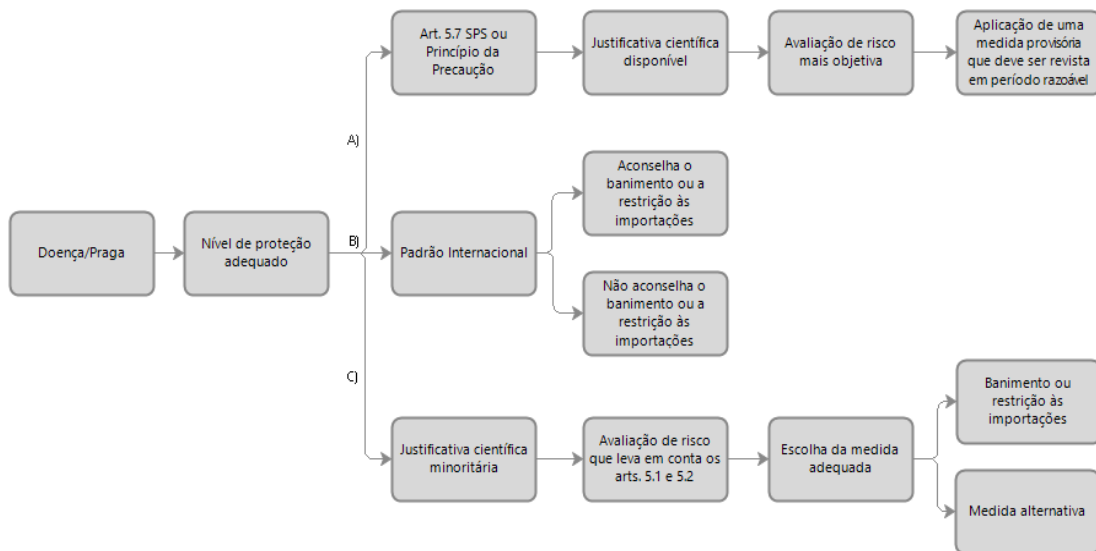 Art. 5.7 SPS ou
Princípio da
Precaução
Justificativa científica
disponível
Avaliação de risco
mais objetiva
Aplicação de uma
medida provisória
que deve ser revista
em período razoável
A)
Doença/Praga
Nível de proteção
adequado
B)
Padrão Internacional
Aconselha o
banimento ou a
restrição às
importações
Não aconselha o
banimento ou a
restrição às
importações
C)
Justificativa científica
minoritária
Avaliação de risco
que leva em conta os
arts. 5.1 e 5.2
Escolha da medida
adequada
Banimento ou
restrição às
importações
Medida alternativa